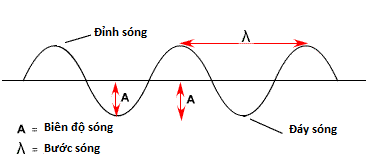 Đỉnh sóng
λ
A
A
A = Biên độ sóng
Đáy sóng
λ = Bước sóng